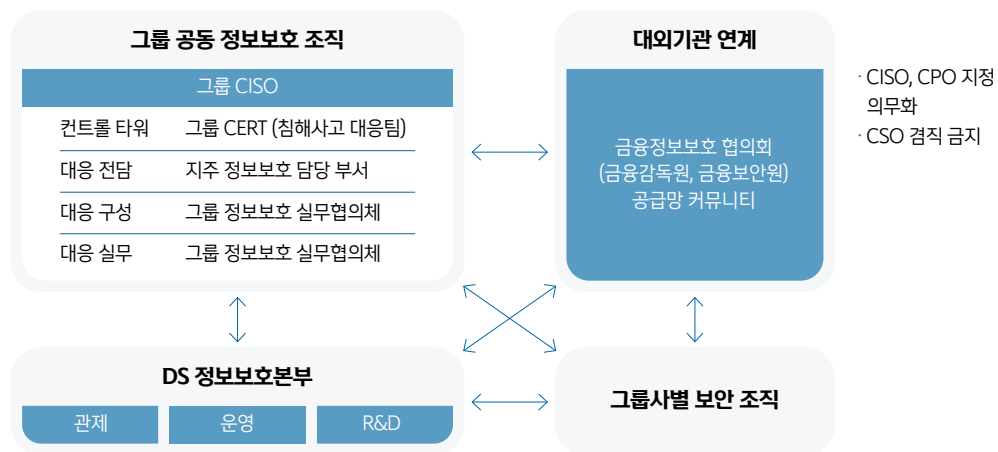 그룹 공동 정보보호 조직
그룹 CISO
컨트롤 타워 그룹 CERT (침해사고 대응팀)
대응 전담 지주 정보보호 담당 부서
대응 구성 그룹 정보보호 실무협의체
대응 실무 그룹 정보보호 실무협의체
대외기관 연계
금융정보보호 협의회
(금융감독원, 금융보안원)
공급망 커뮤니티
· CISO, CPO 지정
의무화
· CSO 겸직 금지
DS 정보보호본부
관제 운영 R&D
그룹사별 보안 조직